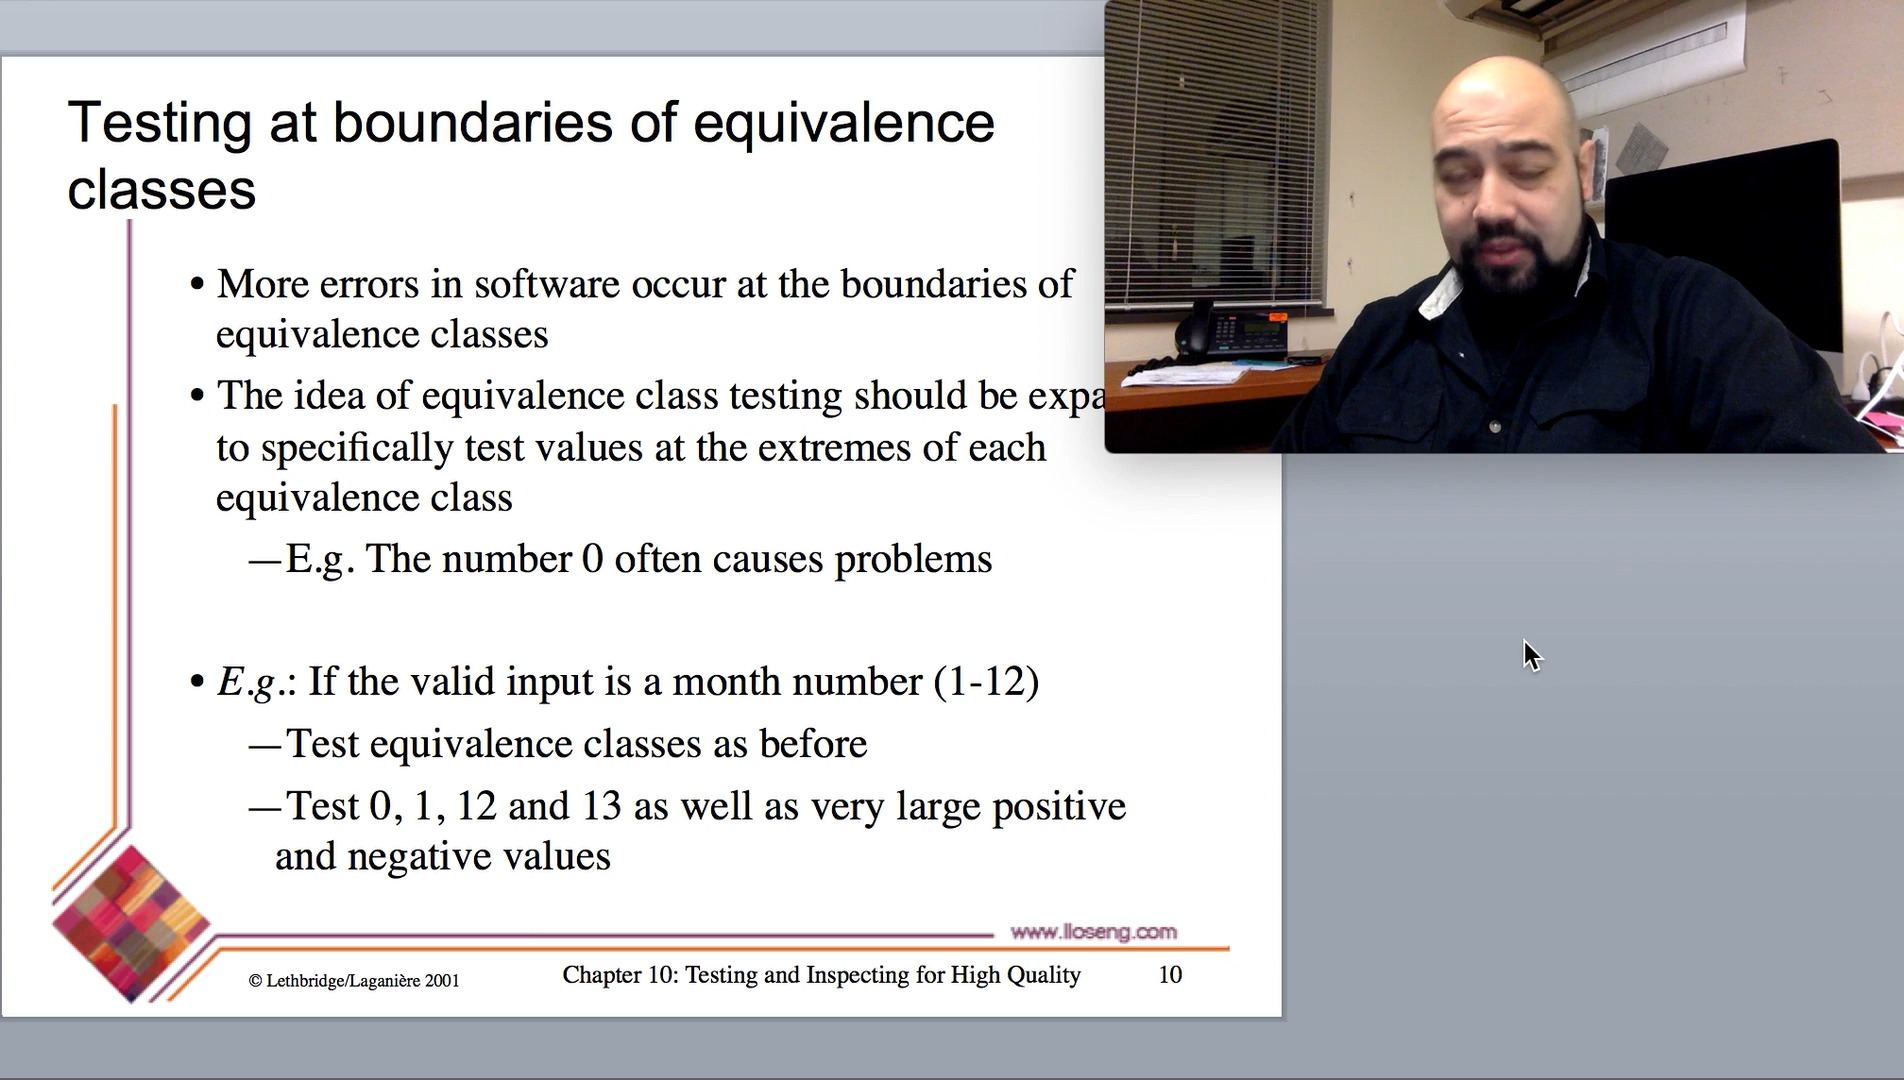 Testing at boundaries of equivalence
classes
• More errors in software occur at the boundaries of
equivalence classes
• The idea of equivalence class testing should be expa
to specifically test values at the extremes of each
equivalence class
—E.g. The number 0 often causes problems
• E.g.: If the valid input is a month number (1-12)
—Test equivalence classes as before
—Test 0, 1, 12 and 13 as well as very large positive
and negative values
www.lloseng.com
© Lethbridge/Laganière 2001
Chapter 10: Testing and Inspecting for High Quality
10